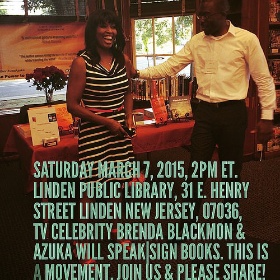 SATURDAY MARCH 7, 2015, 2PM ET.
LINDEN PUBLIC LIBRARY, 31 E. HENRY
STREET LINDEN NEW JERSEY, 07036,
TV CELEBRITY BRENDA BLACKMON &
AZUKA WILL SPEAK|SIGN BOOKS. THIS IS
A MOVEMENT. JOIN US & PLEASE SHARE!